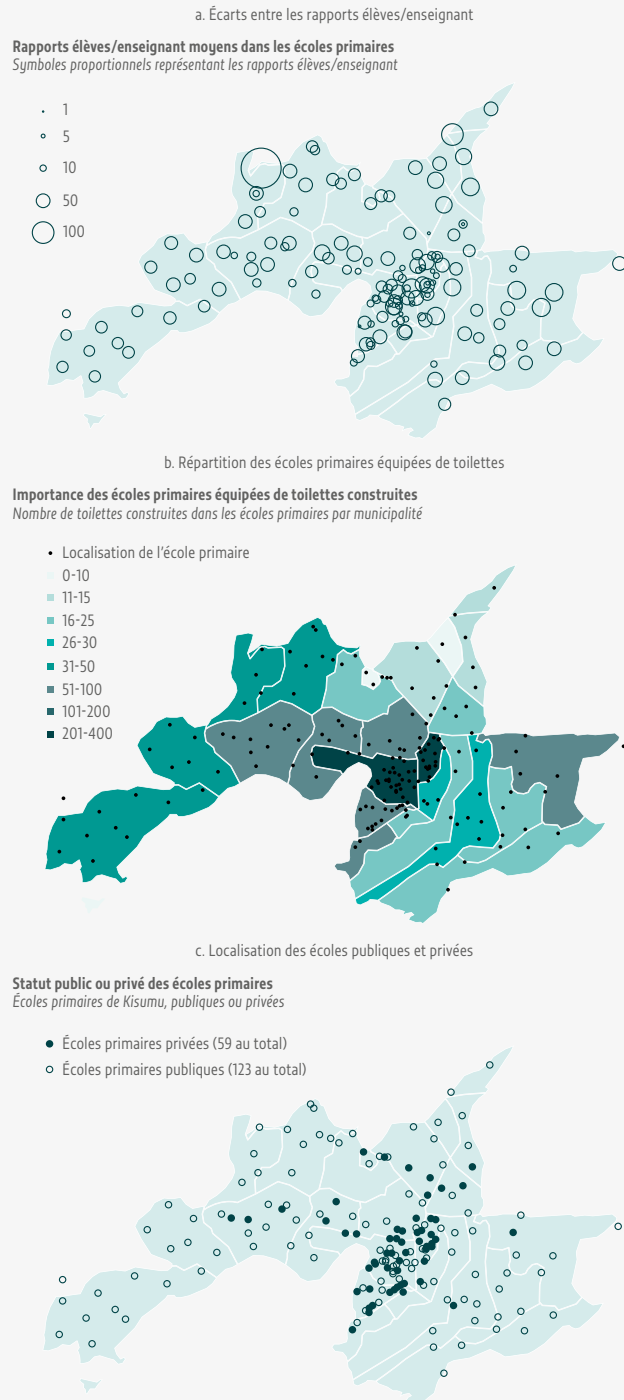 a. Écarts entre les rapports élèves/enseignant
Rapports élèves/enseignant moyens dans les écoles primaires
Symboles proportionnels représentant les rapports élèves/enseignant
1
5
10
50
100
b. Répartition des écoles primaires équipées de toilettes
Importance des écoles primaires équipées de toilettes construites
Nombre de toilettes construites dans les écoles primaires par municipalité
Localisation de l'école primaire
0-10
11-15
16-25
26-30
31-50
51-100
101-200
201-400
c. Localisation des écoles publiques et privées
Statut public ou privé des écoles primaires
Écoles primaires de Kisumu, publiques ou privées
Écoles primaires privées (59 au total)
Écoles primaires publiques (123 au total)